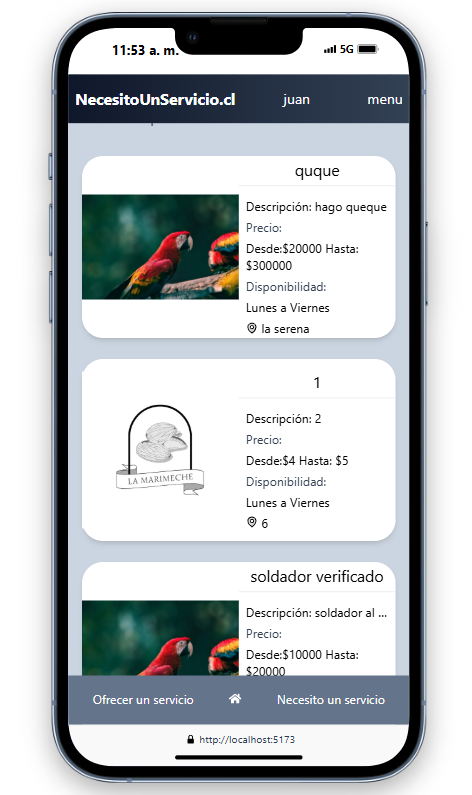 11:53 a. m.
5G
NecesitoUnServicio.cl
juan
menu
quque
Descripción: hago queque
Precio:
Desde:$20000 Hasta:
$300000
Disponibilidad:
Lunes a Viernes
la serena
LA MARIMECHE
1
Descripción: 2
Precio:
Desde:$4 Hasta: $5
Disponibilidad:
Lunes a Viernes
6
soldador verificado
Descripción: soldador al ...
Precio:
Desde:$10000 Hasta:
$20000
Ofrecer un servicio
Necesito un servicio
http://localhost:5173